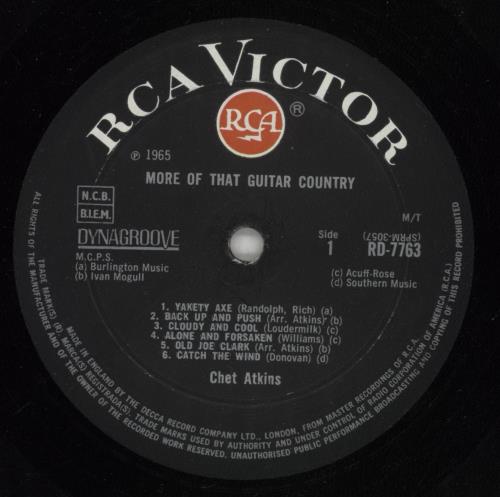 RCA VICTOR
RCA
®
℗ 1965
MORE OF THAT GUITAR COUNTRY
N.C.B.
B.I.E.M.
M/T
DYNAGROOVE
Side
1
(SPRM-3057)
RD-7763
M.C.P.S.
(a) Burlington Music
(b) Ivan Mogull
(c) Acuff-Rose
(d) Southern Music
1. YAKETY AXE (Randolph, Rich) (a)
2. BACK UP AND PUSH (Arr. Atkins) (b)
3. CLOUDY AND COOL (Loudermilk) (c)
4. ALONE AND FORSAKEN (Williams) (c)
5. OLD JOE CLARK (Arr. Atkins) (b)
6. CATCH THE WIND (Donovan) (d)
Chet Atkins
MADE IN ENGLAND BY THE DECCA RECORD COMPANY LTD., LONDON, FROM MASTER RECORDINGS OF R.C.A.
TRADE MARK(S) (R) MARCA(S) REGISTRADA(S). TRADE MARKS USED BY AUTHORITY AND UNDER CONTROL OF RADIO CORPORATION OF AMERICA (R.C.A.)
ALL RIGHTS OF THE MANUFACTURER AND OF THE OWNER OF THE RECORDED WORK RESERVED. UNAUTHORISED PUBLIC PERFORMANCE BROADCASTING AND COPYING OF THIS RECORD PROHIBITED